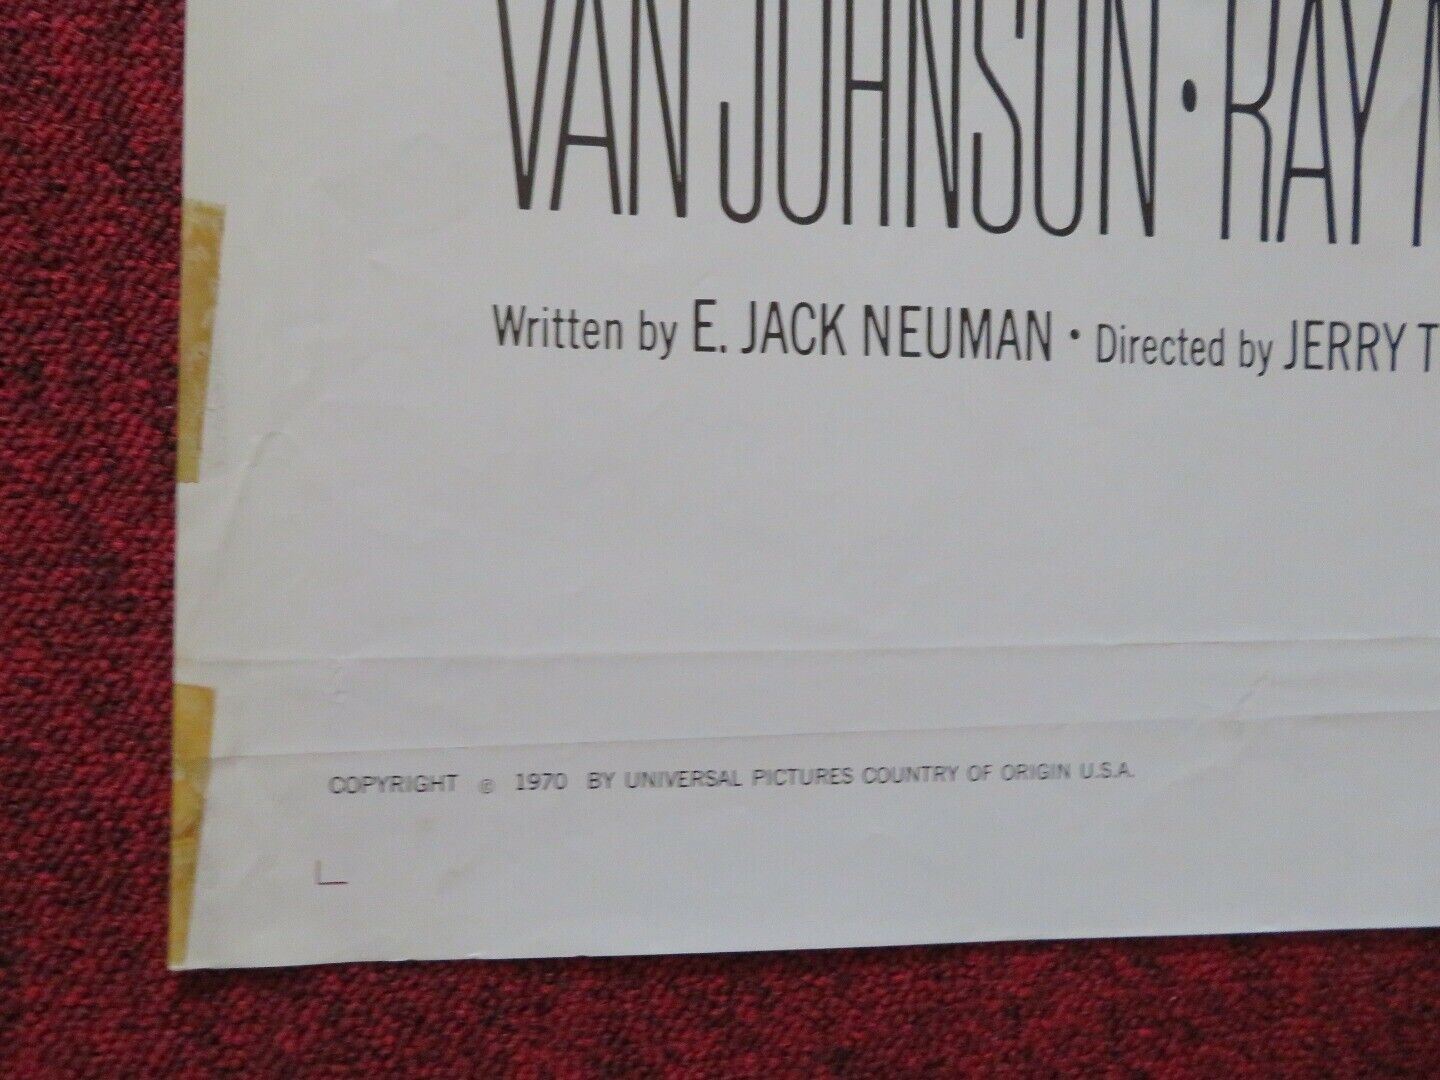 VAN JOHNSON • RAY
Written by E. JACK NEUMAN • Directed by JERRY T
COPYRIGHT © 1970 BY UNIVERSAL PICTURES COUNTRY OF ORIGIN U.S.A.